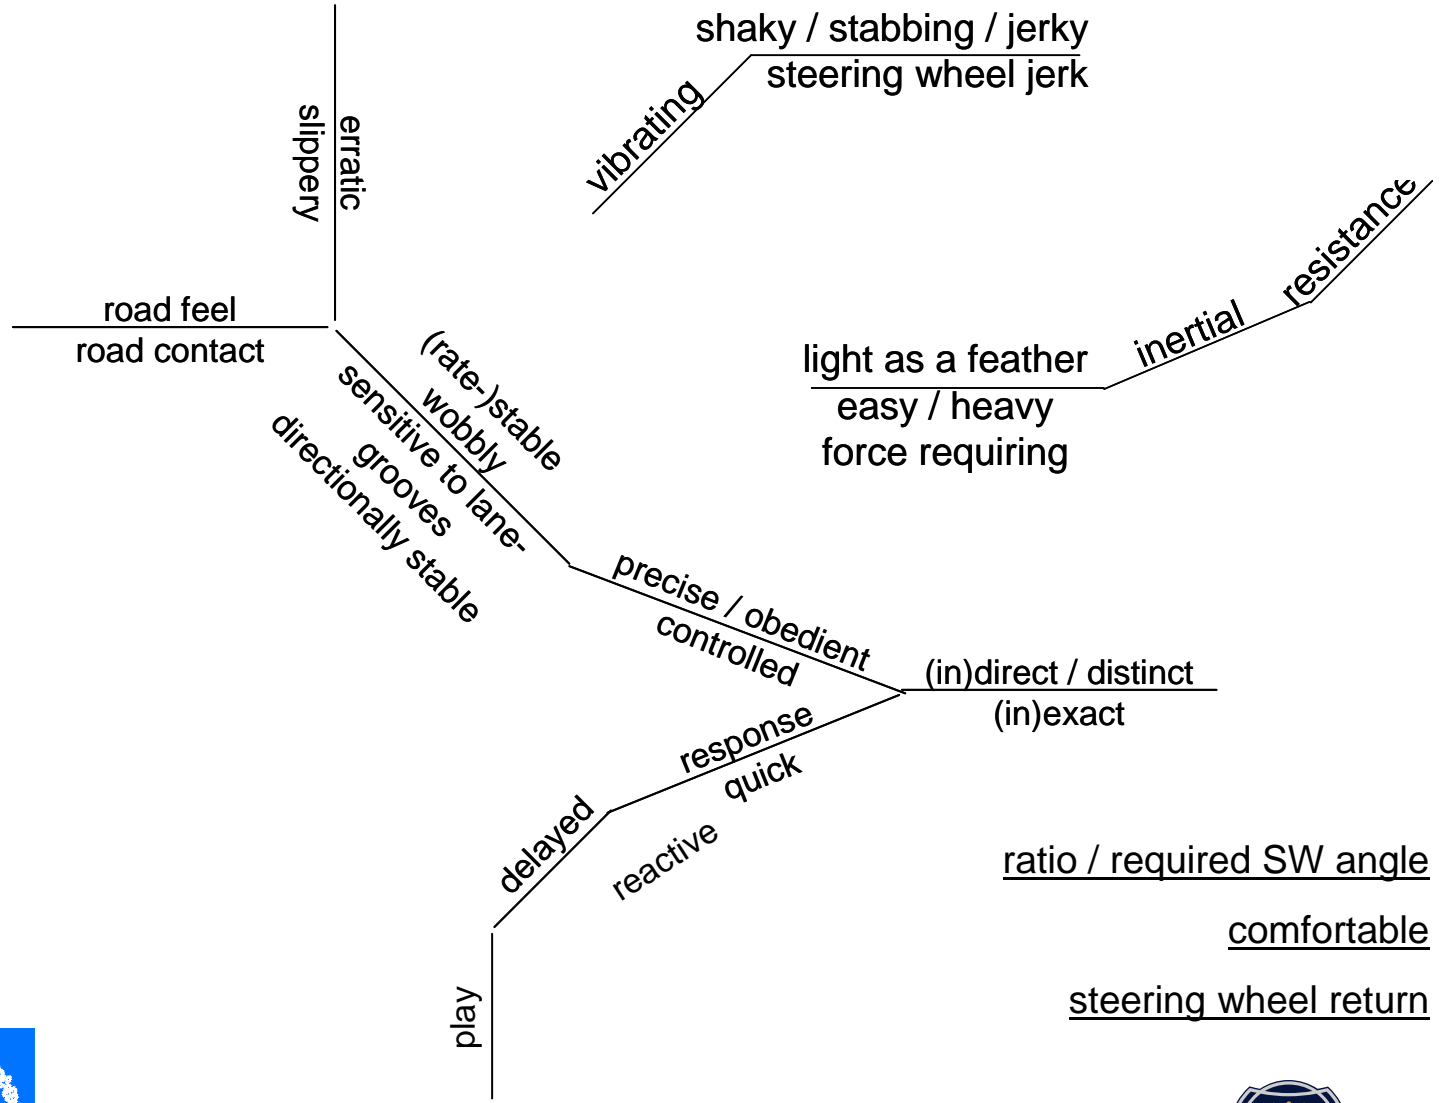 shaky / stabbing / jerky
steering wheel jerk
vibrating
erratic
slippery
resistance
inertial
road feel
road contact
light as a feather
easy / heavy
force requiring
(rate-)stable
wobbly
sensitive to lane-
grooves
directionally stable
precise / obedient
controlled
(in)direct / distinct
(in)exact
response
quick
delayed
reactive
ratio / required SW angle
comfortable
steering wheel return
play